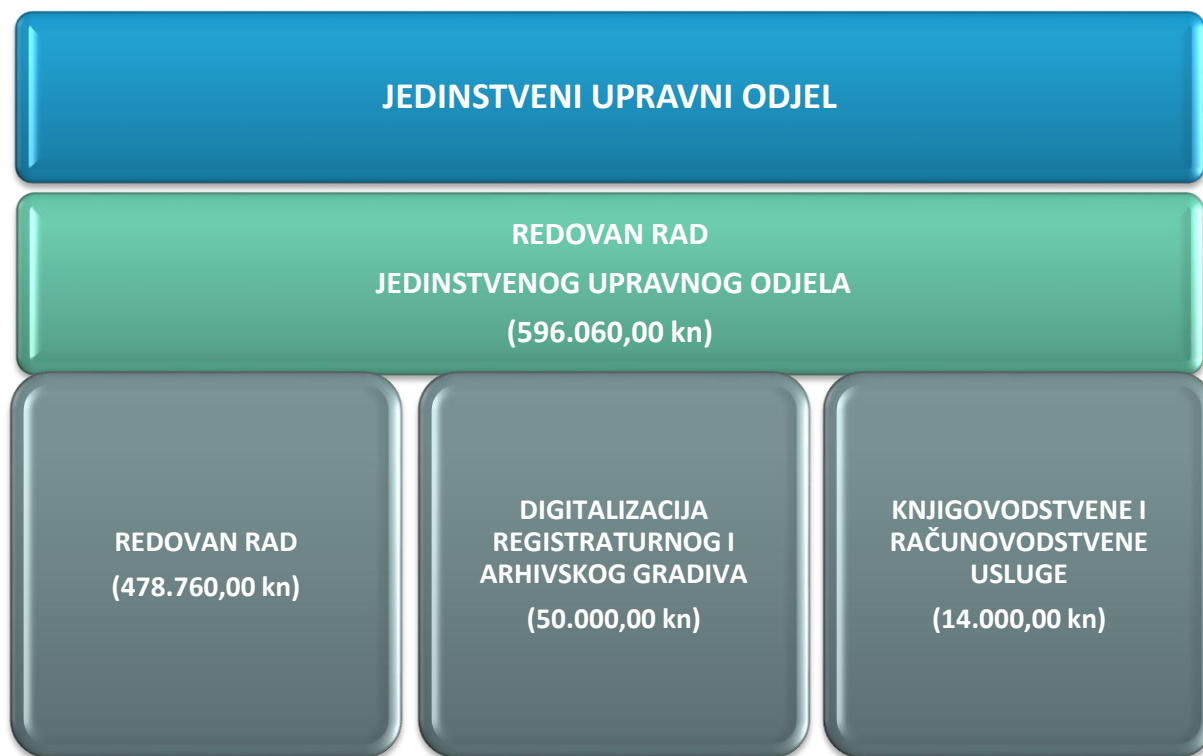 JEDINSTVENI UPRAVNI ODJEL
REDOVAN RAD
JEDINSTVENOG UPRAVNOG ODJELA
(596.060,00 kn)
REDOVAN RAD
(478.760,00 kn)
DIGITALIZACIJA
REGISTRATURNOG I
ARHIVSKOG GRADIVA
(50.000,00 kn)
KNJIGOVODSTVENE I
RAČUNOVODSTVENE
USLUGE
(14.000,00 kn)